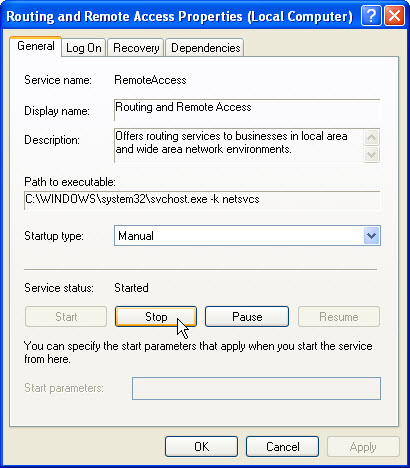 Routing and Remote Access Properties (Local Computer)
General Log On Recovery Dependencies
Service name: RemoteAccess
Display name: Routing and Remote Access
Description: Offers routing services to businesses in local area
and wide area network environments.
Path to executable:
C:\WINDOWS\system32\svchost.exe -k netsvcs
Startup type: Manual
Service status: Started
Start Stop Pause Resume
You can specify the start parameters that apply when you start the service
from here.
Start parameters:
OK Cancel Apply